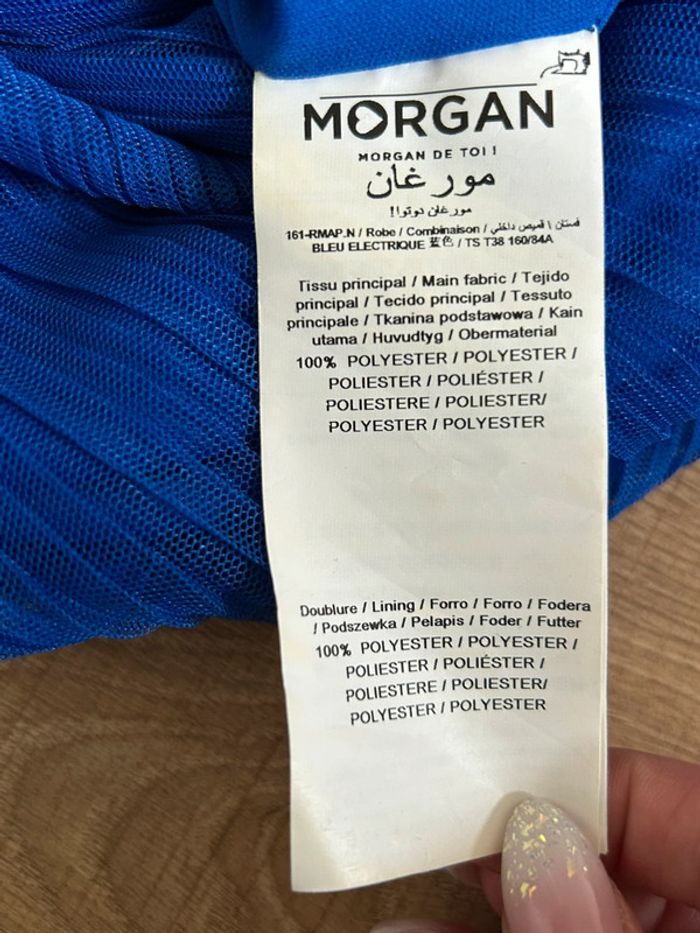 MORGAN
MORGAN DE TOI !
مورغان
مورغان دوتوا!
161-RMAP.N / Robe / Combinaison / فستان \ قميص داخلي
BLEU ELECTRIQUE 蓝色 / TS T38 160/84A
Tissu principal / Main fabric / Tejido
principal / Tecido principal / Tessuto
principale / Tkanina podstawowa / Kain
utama / Huvudtyg / Obermaterial
100% POLYESTER / POLYESTER /
POLIESTER / POLIÉSTER /
POLIESTERE / POLIESTER/
POLYESTER / POLYESTER
Doublure / Lining / Forro / Forro / Fodera
/ Podszewka / Pelapis / Foder / Futter
100% POLYESTER / POLYESTER /
POLIESTER / POLIÉSTER /
POLIESTERE / POLIESTER/
POLYESTER / POLYESTER